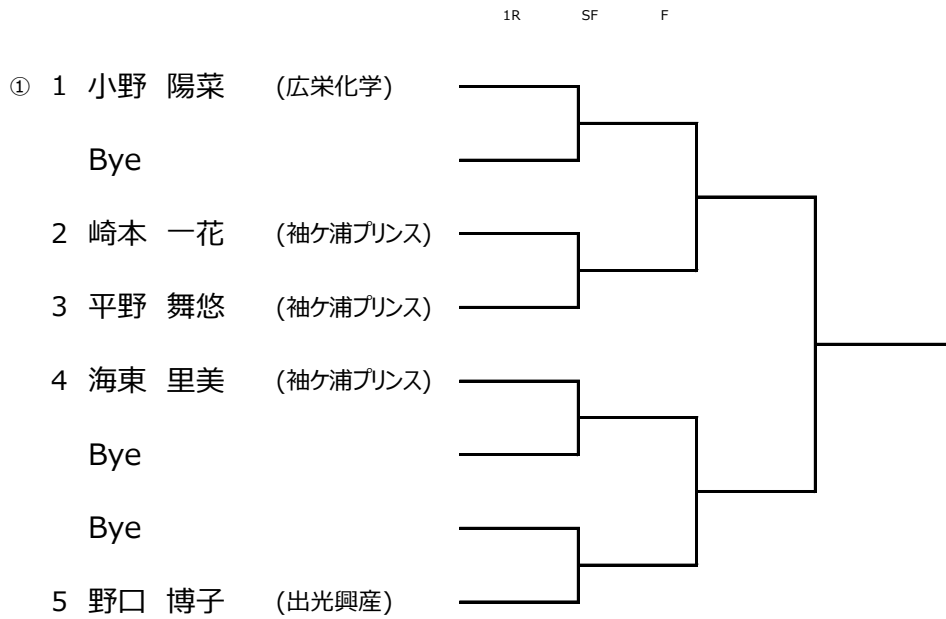 1R SF F
① 1 小野 陽菜 (広栄化学)
Bye
2 崎本 一花 (袖ケ浦プリンス)
3 平野 舞悠 (袖ケ浦プリンス)
4 海東 里美 (袖ケ浦プリンス)
Bye
Bye
5 野口 博子 (出光興産)